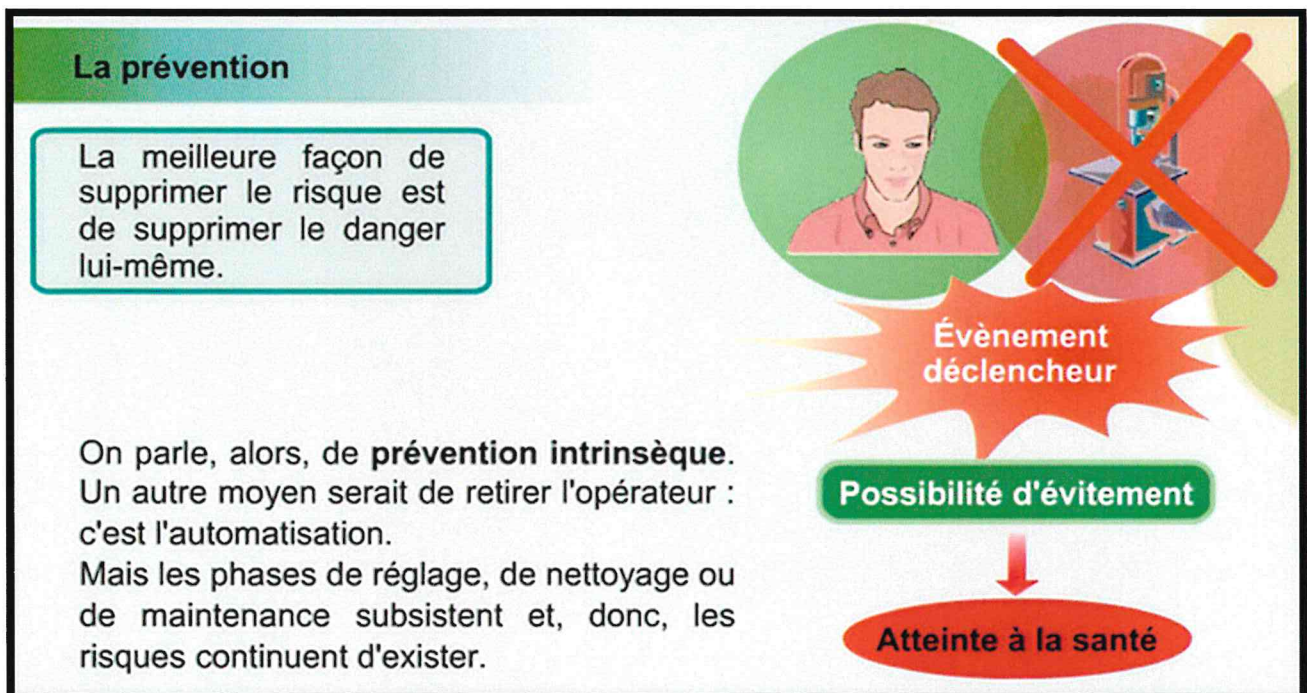 La prévention
La meilleure façon de
supprimer le risque est
de supprimer le danger
lui-même.
Évènement
déclencheur
On parle, alors, de prévention intrinsèque.
Un autre moyen serait de retirer l'opérateur :
c'est l'automatisation.
Mais les phases de réglage, de nettoyage ou
de maintenance subsistent et, donc, les
risques continuent d'exister.
Possibilité d'évitement
Atteinte à la santé